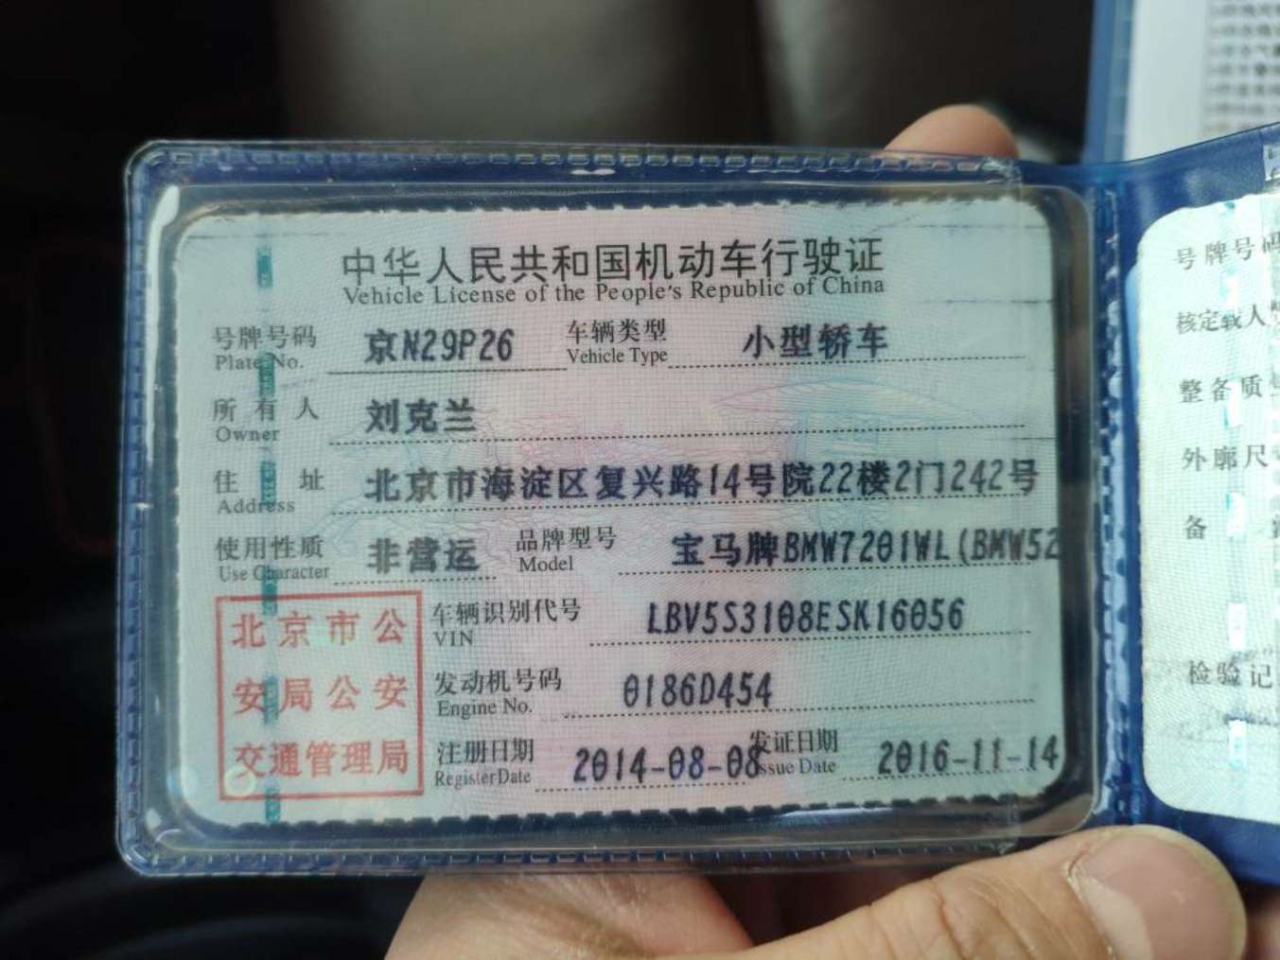 中华人民共和国机动车行驶证
Vehicle License of the People's Republic of China
号牌号码 京N29P26 车辆类型 小型轿车
Plate No. Vehicle Type
所有人 刘克兰
Owner
住址 北京市海淀区复兴路14号院22楼2门242号
Address
使用性质 非营运 品牌型号 宝马牌BMW7201WL(BMW52
Use Character Model
北京市公
安局公安
交通管理局
车辆识别代号 LBV5S3108ESK16056
VIN
发动机号码 0186D454
Engine No.
注册日期 2014-08-08 发证日期 2016-11-14
Register Date Issue Date
号牌号码
核定载人
整备质
外廓尺
备
检验记